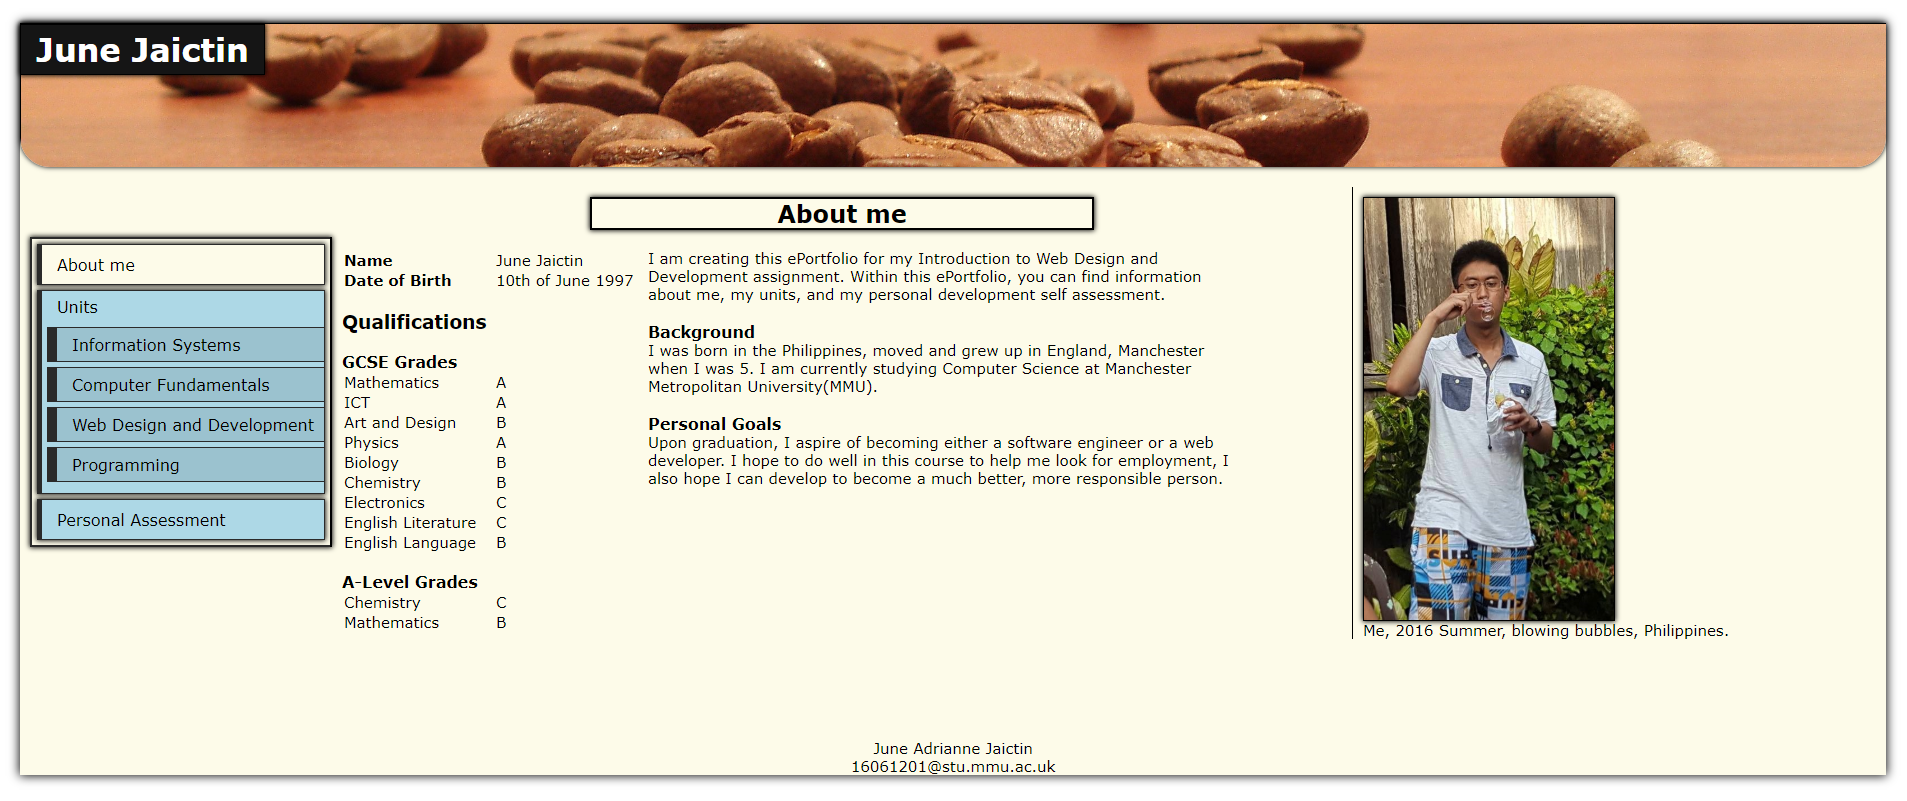 June Jaictin
About me
About me
Units
Information Systems
Computer Fundamentals
Web Design and Development
Programming
Personal Assessment
Name June Jaictin
Date of Birth 10th of June 1997
Qualifications
GCSE Grades
Mathematics A
ICT A
Art and Design B
Physics A
Biology B
Chemistry B
Electronics C
English Literature C
English Language B
A-Level Grades
Chemistry C
Mathematics B
I am creating this ePortfolio for my Introduction to Web Design and
Development assignment. Within this ePortfolio, you can find information
about me, my units, and my personal development self assessment.
Background
I was born in the Philippines, moved and grew up in England, Manchester
when I was 5. I am currently studying Computer Science at Manchester
Metropolitan University(MMU).
Personal Goals
Upon graduation, I aspire of becoming either a software engineer or a web
developer. I hope to do well in this course to help me look for employment, I
also hope I can develop to become a much better, more responsible person.
Me, 2016 Summer, blowing bubbles, Philippines.
June Adrianne Jaictin
16061201@stu.mmu.ac.uk